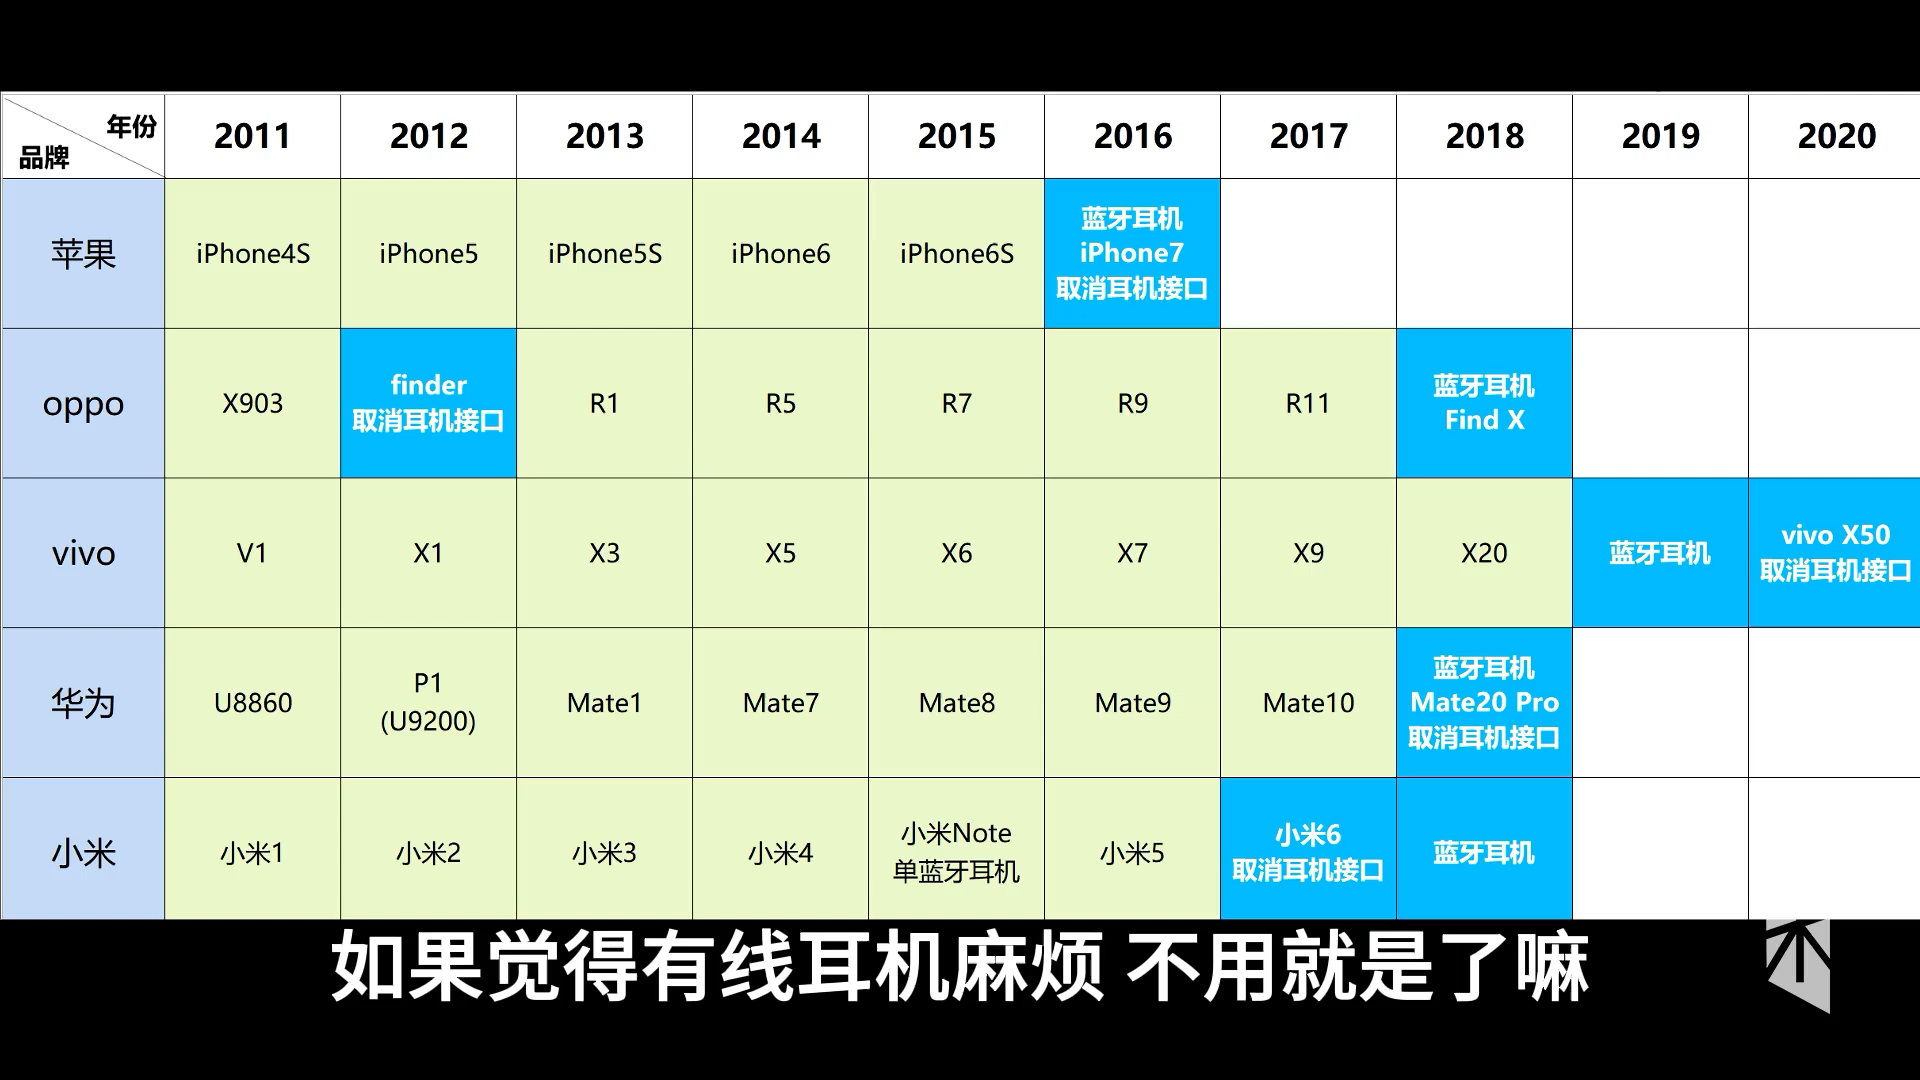 年份
品牌
2011 2012 2013 2014 2015 2016 2017 2018 2019 2020
苹果
iPhone4S
iPhone5
iPhone5S
iPhone6
iPhone6S
蓝牙耳机
iPhone7
取消耳机接口
oppo
X903
finder
取消耳机接口
R1
R5
R7
R9
R11
蓝牙耳机
Find X
vivo
V1
X1
X3
X5
X6
X7
X9
X20
蓝牙耳机
vivo X50
取消耳机接口
华为
U8860
P1
(U9200)
Mate1
Mate7
Mate8
Mate9
Mate10
蓝牙耳机
Mate20 Pro
取消耳机接口
小米
小米1
小米2
小米3
小米4
小米Note
单蓝牙耳机
小米5
小米6
取消耳机接口
蓝牙耳机
如果觉得有线耳机麻烦 不用就是了嘛